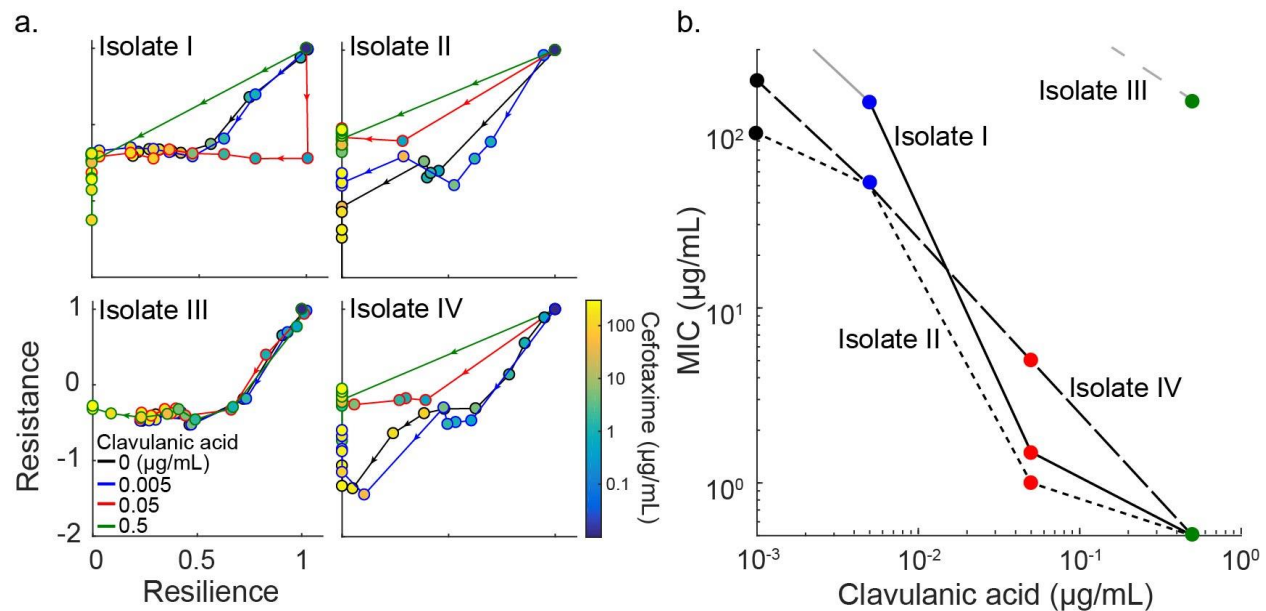 a.
Isolate I
Isolate II
Isolate III
Isolate IV
1
0
-1
-2
Resistance
0
0.5
1
Resilience
Clavulanic acid
0 (µg/mL)
0.005
0.05
0.5
100
10
1
0.1
Cefotaxime (µg/mL)
b.
Isolate III
Isolate I
Isolate II
Isolate IV
10²
10¹
10⁰
MIC (µg/mL)
10⁻³
10⁻²
10⁻¹
10⁰
Clavulanic acid (µg/mL)